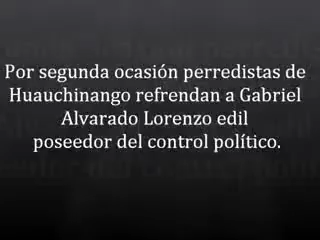 Por segunda ocasión perredistas de
Huauchinango refrendan a Gabriel
Alvarado Lorenzo edil
poseedor del control político.